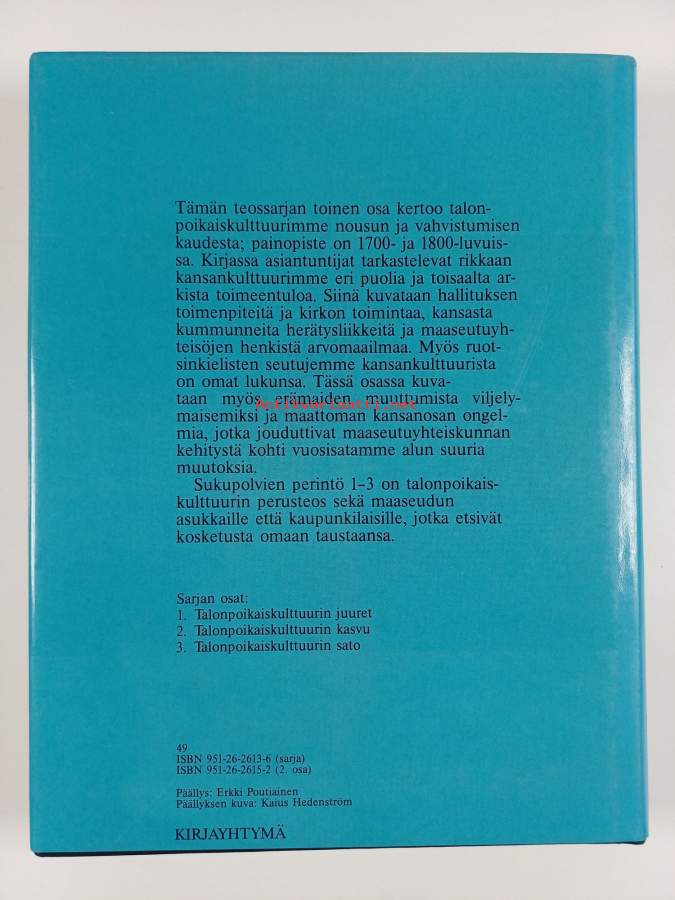 Tämän teossarjan toinen osa kertoo talon-
poikaiskulttuurimme nousun ja vahvistumisen
kaudesta; painopiste on 1700- ja 1800-luvuis-
sa. Kirjassa asiantuntijat tarkastelevat rikkaan
kansankulttuurimme eri puolia ja toisaalta ar-
kista toimeentuloa. Siinä kuvataan hallituksen
toimenpiteitä ja kirkon toimintaa, kansasta
kummunneita herätysliikkeitä ja maaseutuyh-
teisöjen henkistä arvomaailmaa. Myös ruot-
sinkielisten seutujemme kansankulttuurista
on omat lukunsa. Tässä osassa kuva-
taan myös erämaiden muuttumista viljely-
Antikvariaatti.net
maisemiksi ja maattoman kansanosan ongel-
mia, jotka jouduttivat maaseutuyhteiskunnan
kehitystä kohti vuosisatamme alun suuria
muutoksia.
Sukupolvien perintö 1–3 on talonpoikais-
kulttuurin perusteos sekä maaseudun
asukkaille että kaupunkilaisille, jotka etsivät
kosketusta omaan taustaansa.
Sarjan osat:
1. Talonpoikaiskulttuurin juuret
2. Talonpoikaiskulttuurin kasvu
3. Talonpoikaiskulttuurin sato
49
ISBN 951-26-2613-6 (sarja)
ISBN 951-26-2615-2 (2. osa)
Päällys: Erkki Poutiainen
Päällyksen kuva: Kaius Hedenström
KIRJAYHTYMÄ